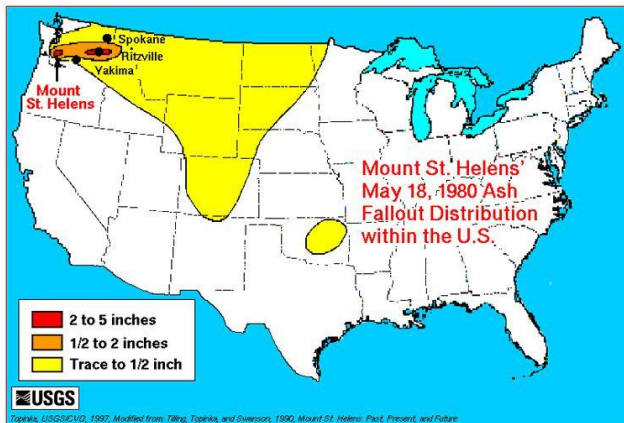 Spokane
Ritzville
Yakima
Mount
St. Helens
Mount St. Helens'
May 18, 1980 Ash
Fallout Distribution
within the U.S.
2 to 5 inches
1/2 to 2 inches
Trace to 1/2 inch
USGS
Topinka, USGS/CVO, 1997, Modified from: Tilling, Topinka, and Swanson, 1990, Mount St. Helens: Past, Present, and Future